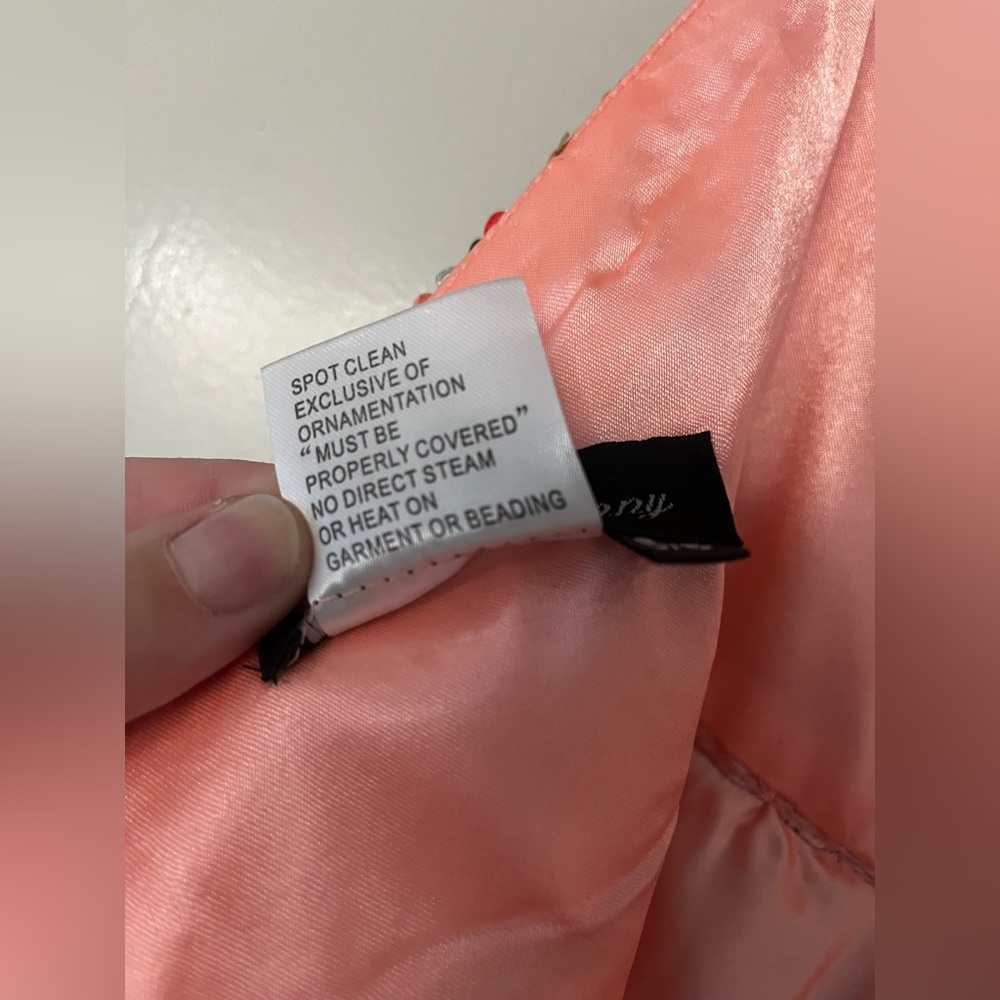 SPOT CLEAN
EXCLUSIVE OF
ORNAMENTATION
“ MUST BE
PROPERLY COVERED”
NO DIRECT STEAM
OR HEAT ON
GARMENT OR BEADING